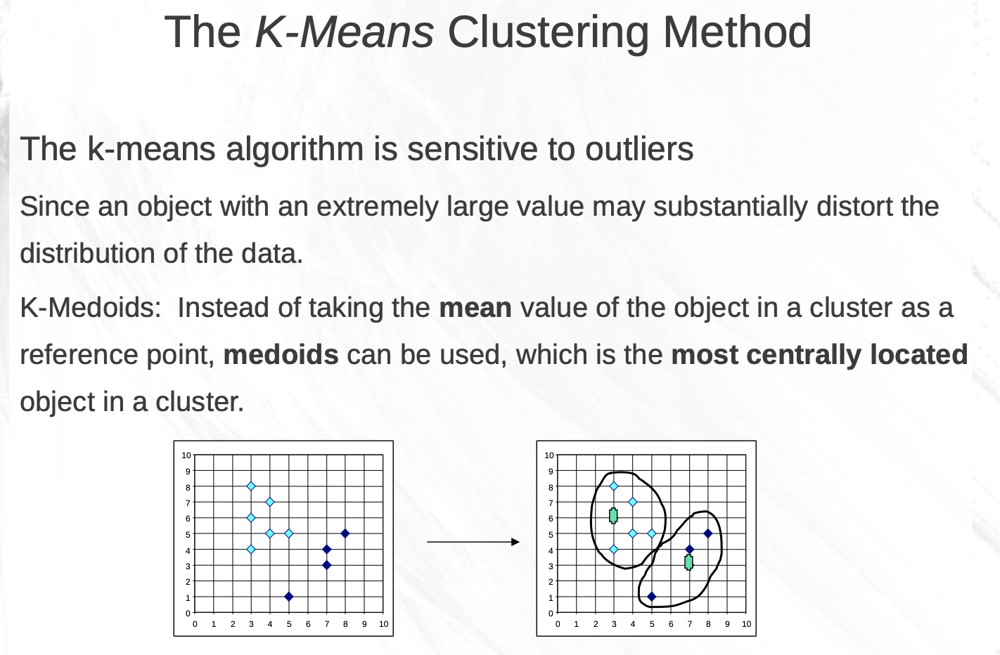 The K-Means Clustering Method
The k-means algorithm is sensitive to outliers
Since an object with an extremely large value may substantially distort the
distribution of the data.
K-Medoids: Instead of taking the mean value of the object in a cluster as a
reference point, medoids can be used, which is the most centrally located
object in a cluster.
10
9
8
7
6
5
4
3
2
1
0
0 1 2 3 4 5 6 7 8 9 10
10
9
8
7
6
5
4
3
2
1
0
0 1 2 3 4 5 6 7 8 9 10